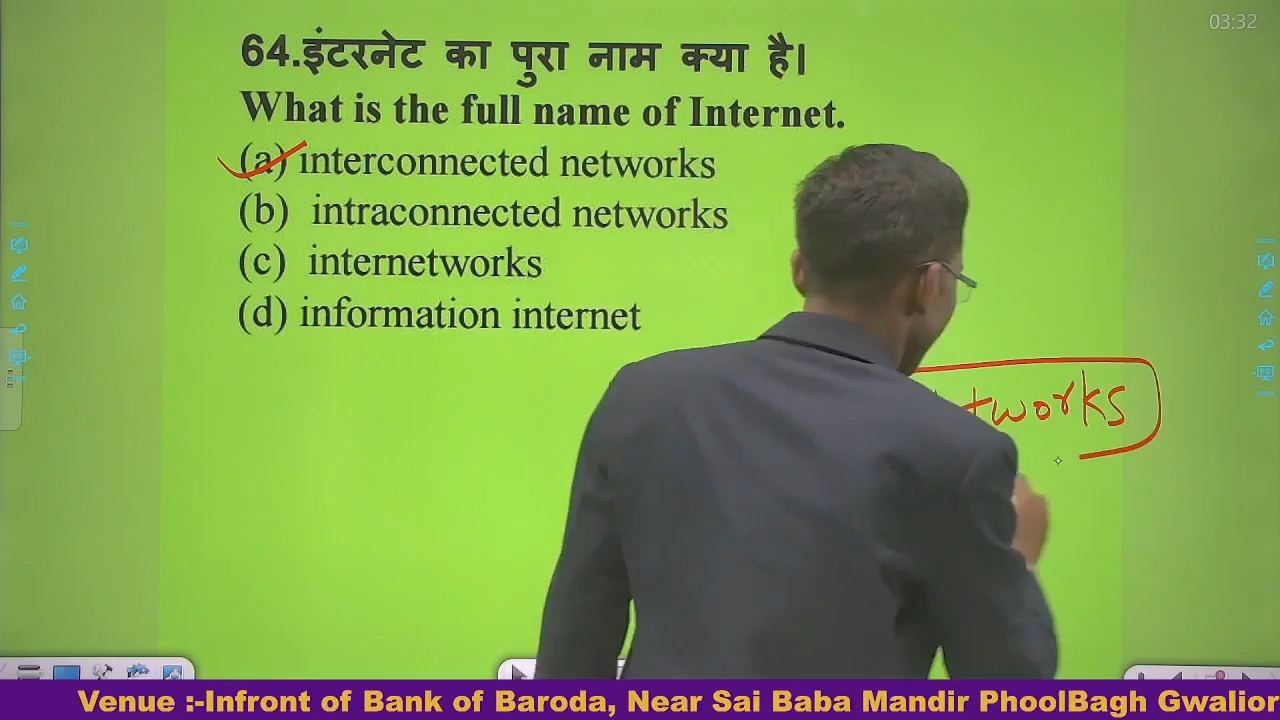 03:32
64.इंटरनेट का पुरा नाम क्या है।
What is the full name of Internet.
(a) interconnected networks
(b) intraconnected networks
(c) internetworks
(d) information internet
tworks
Venue :-Infront of Bank of Baroda, Near Sai Baba Mandir PhoolBagh Gwalior